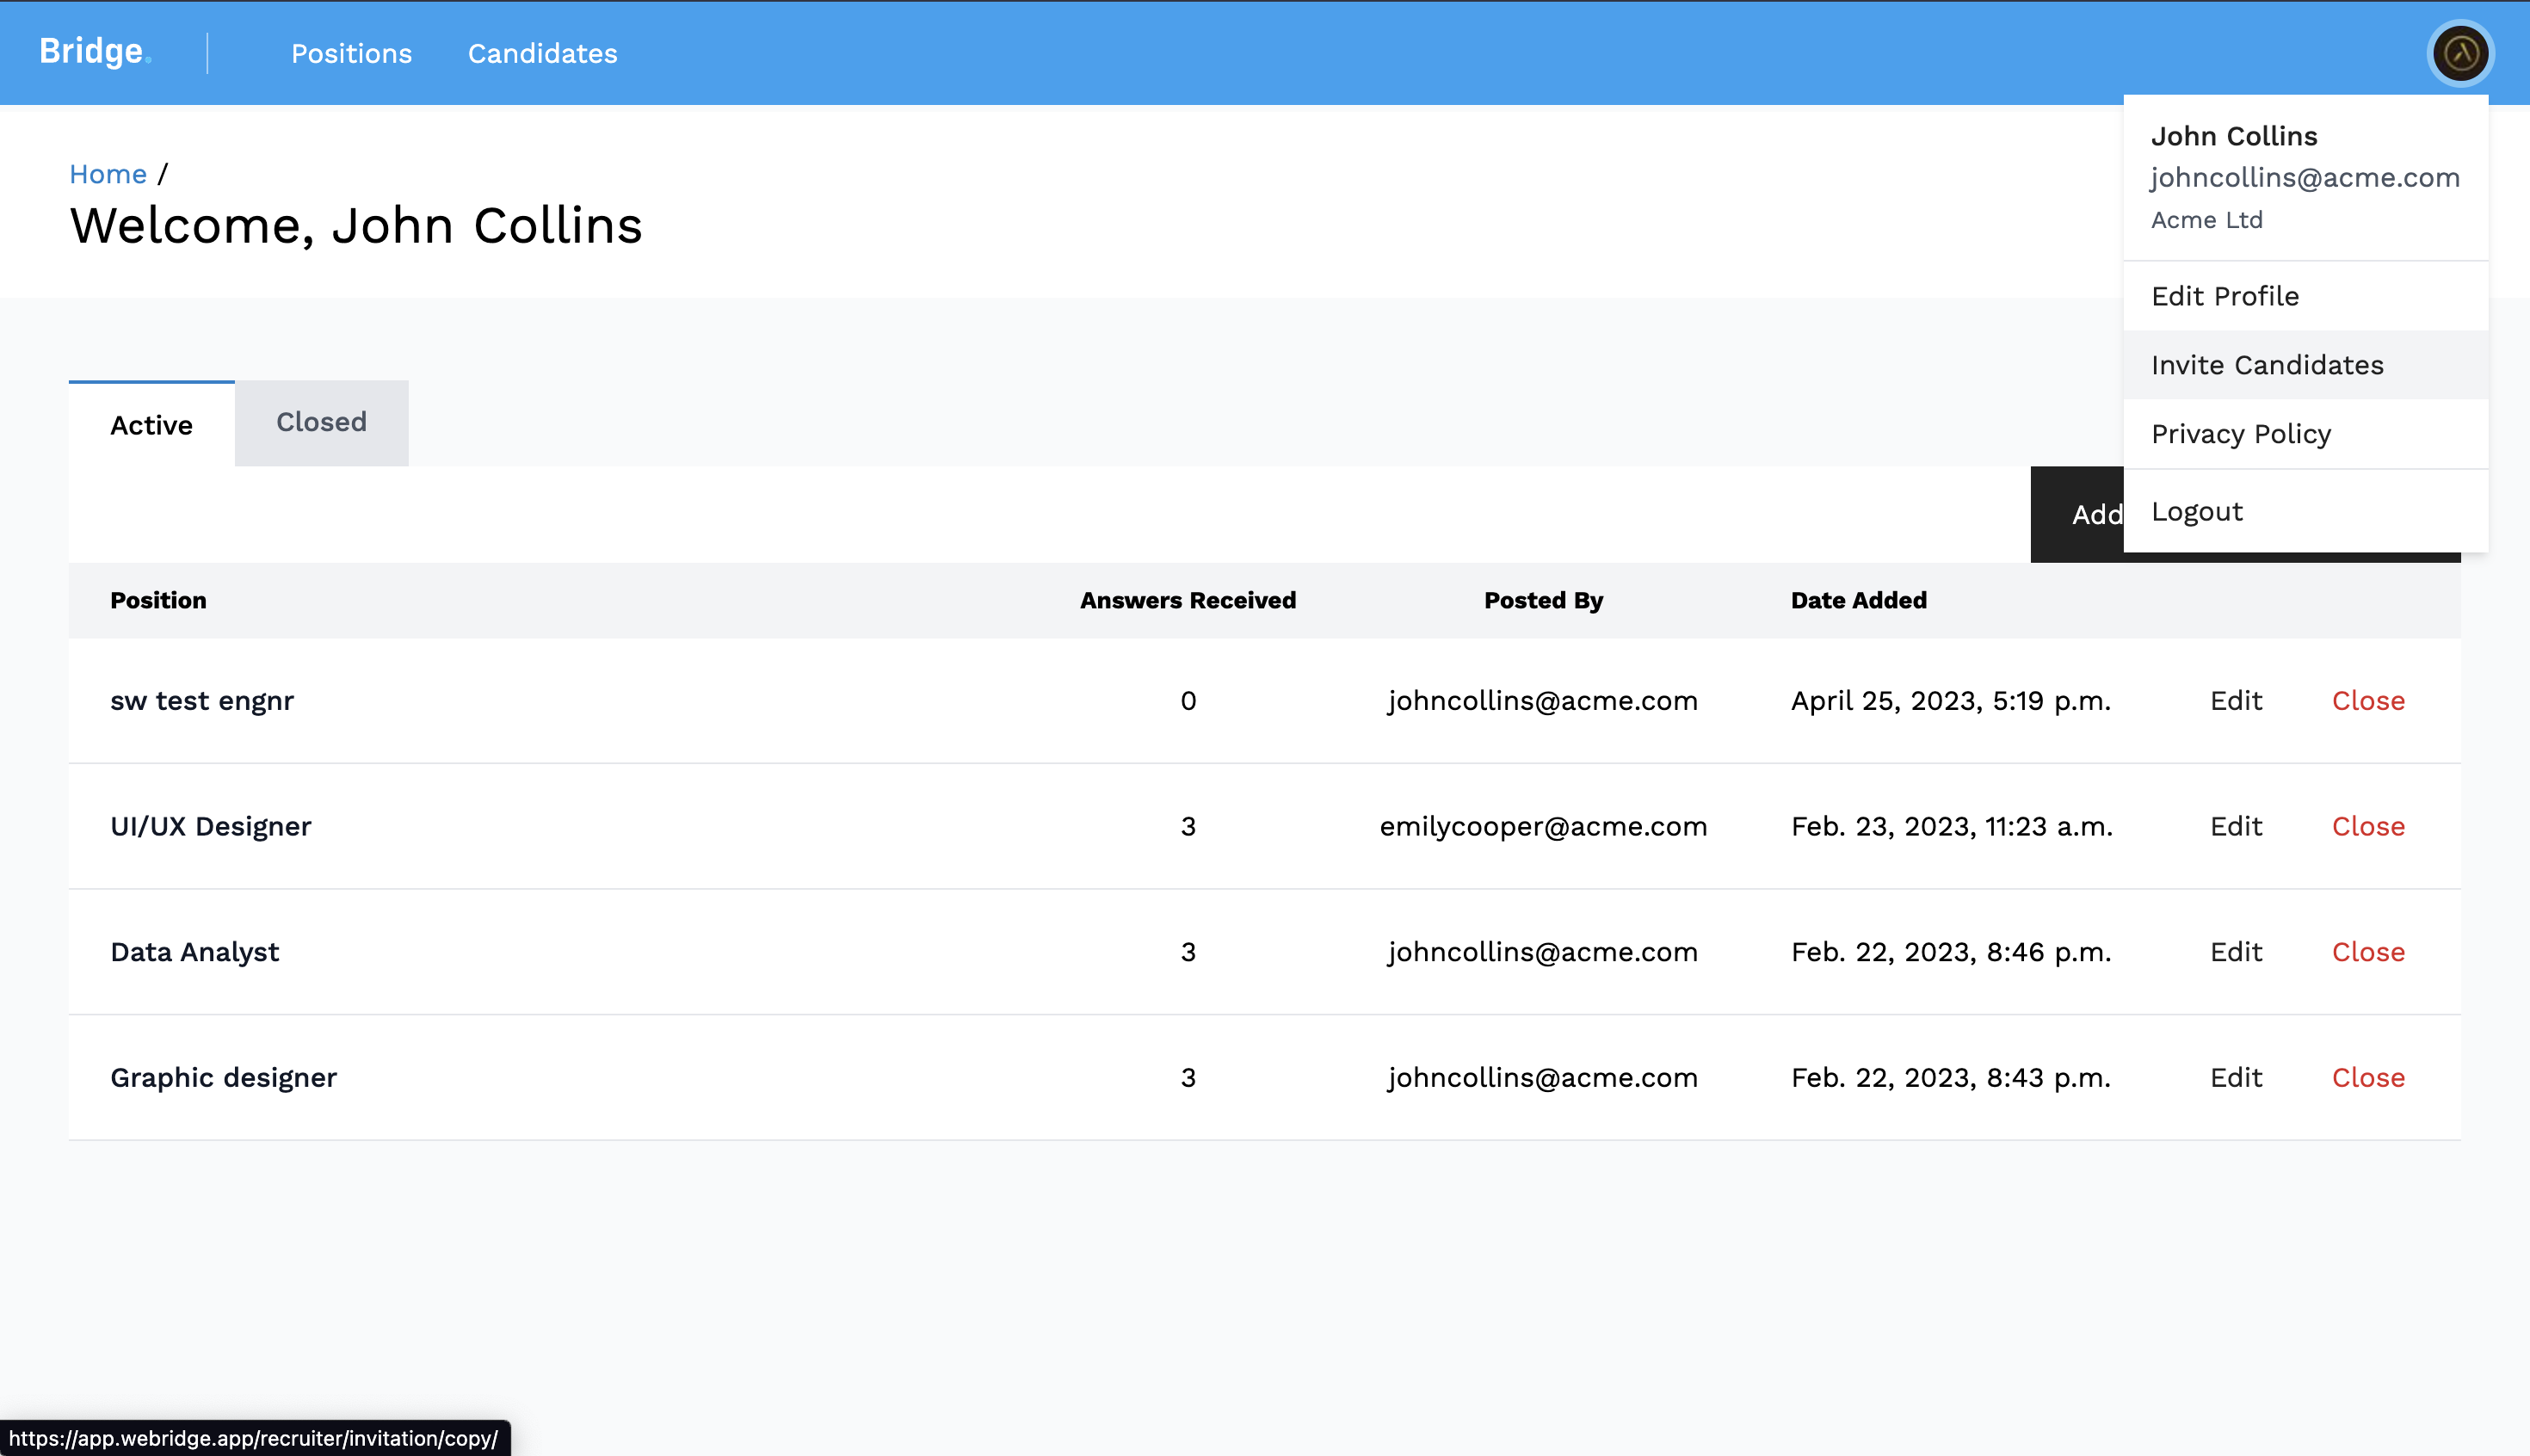 Bridge.
Positions
Candidates
John Collins
johncollins@acme.com
Acme Ltd
Edit Profile
Invite Candidates
Privacy Policy
Logout
Home /
Welcome, John Collins
Active
Closed
Add
Position Answers Received Posted By Date Added
sw test engnr 0 johncollins@acme.com April 25, 2023, 5:19 p.m. Edit Close
UI/UX Designer 3 emilycooper@acme.com Feb. 23, 2023, 11:23 a.m. Edit Close
Data Analyst 3 johncollins@acme.com Feb. 22, 2023, 8:46 p.m. Edit Close
Graphic designer 3 johncollins@acme.com Feb. 22, 2023, 8:43 p.m. Edit Close
https://app.webridge.app/recruiter/invitation/copy/